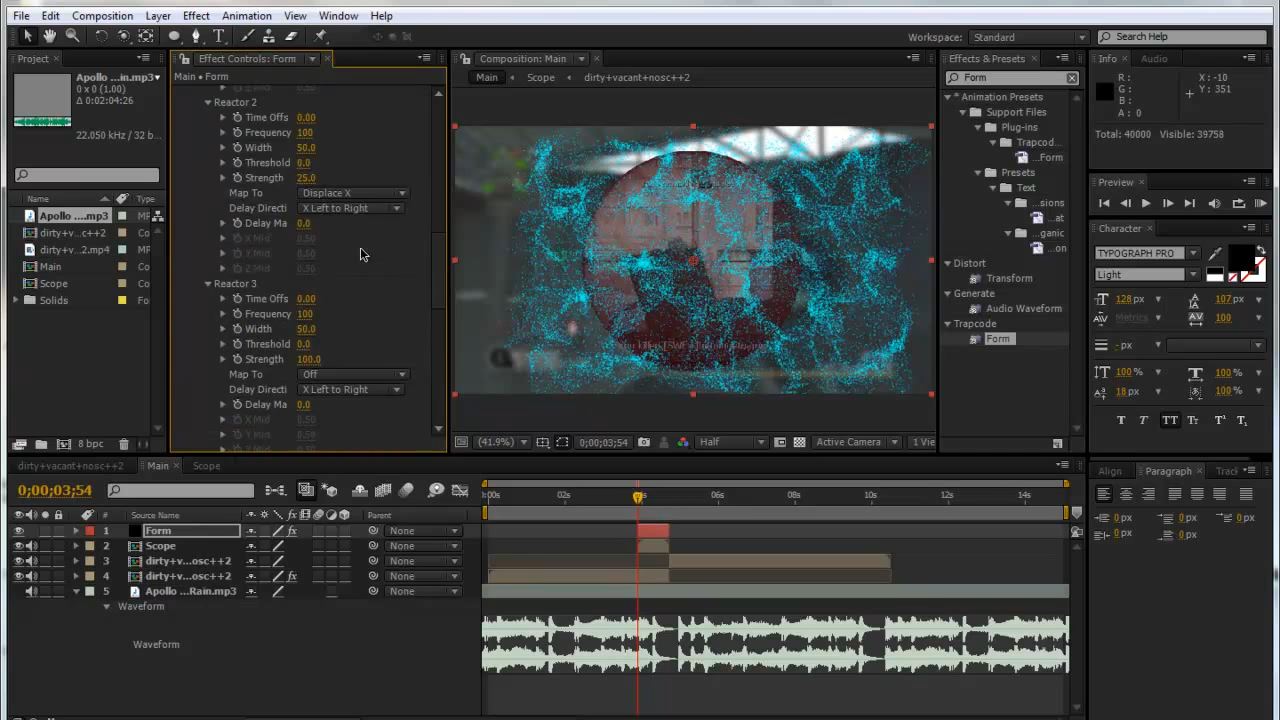 File Edit Composition Layer Effect Animation View Window Help
Workspace: Standard Search Help
Project Effect Controls: Form Composition: Main Effects & Presets Info Audio
Main • Form
Main Scope dirty+vacant+nosc++2
Form
Apollo ...in.mp3
0 x 0 (1.00)
Δ 0:02:04:26
22.050 kHz / 32 b
R :
G :
B :
A : 0
X : -10
Y : 351
Total: 40000 Visible: 39758
* Animation Presets
Support Files
Plug-ins
Trapcod...
...Form
Presets
Text
...sions
...at
...ganic
...on
Distort
Transform
Generate
Audio Waveform
Trapcode
Form
Name Type
Apollo ....mp3 MP
dirty+v...c++2 Co
dirty+v...2.mp4 MP
Main Co
Scope Co
Solids Fo
8 bpc
Reactor 2
Time Offs 0.00
Frequency 100
Width 50.0
Threshold 0.0
Strength 25.0
Map To Displace X
Delay Directi X Left to Right
Delay Ma 0.0
X Mid 0.50
Y Mid 0.50
Z Mid 0.50
Reactor 3
Time Offs 0.00
Frequency 100
Width 50.0
Threshold 0.0
Strength 100.0
Map To Off
Delay Directi X Left to Right
Delay Ma 0.0
X Mid 0.50
Y Mid 0.50
(41.9%) 0;00;03;54 Half Active Camera 1 Vie
Preview
Character
TYPOGRAPH PRO
Light
128 px 107 px
Metrics 100
- px
100 % 100 %
18 px 100 %
T T TT Tr T¹ T₁
Align Paragraph Tracl
0 px 0 px 0 px
0 px 0 px
dirty+vacant+nosc++2 Main Scope
0;00;03;54
# Source Name Parent
:00s 02s 06s 08s 10s 12s 14s
1 Form None
2 Scope None
3 dirty+v...osc++2 None
4 dirty+v...osc++2 None
5 Apollo ...Rain.mp3 None
Waveform
Waveform